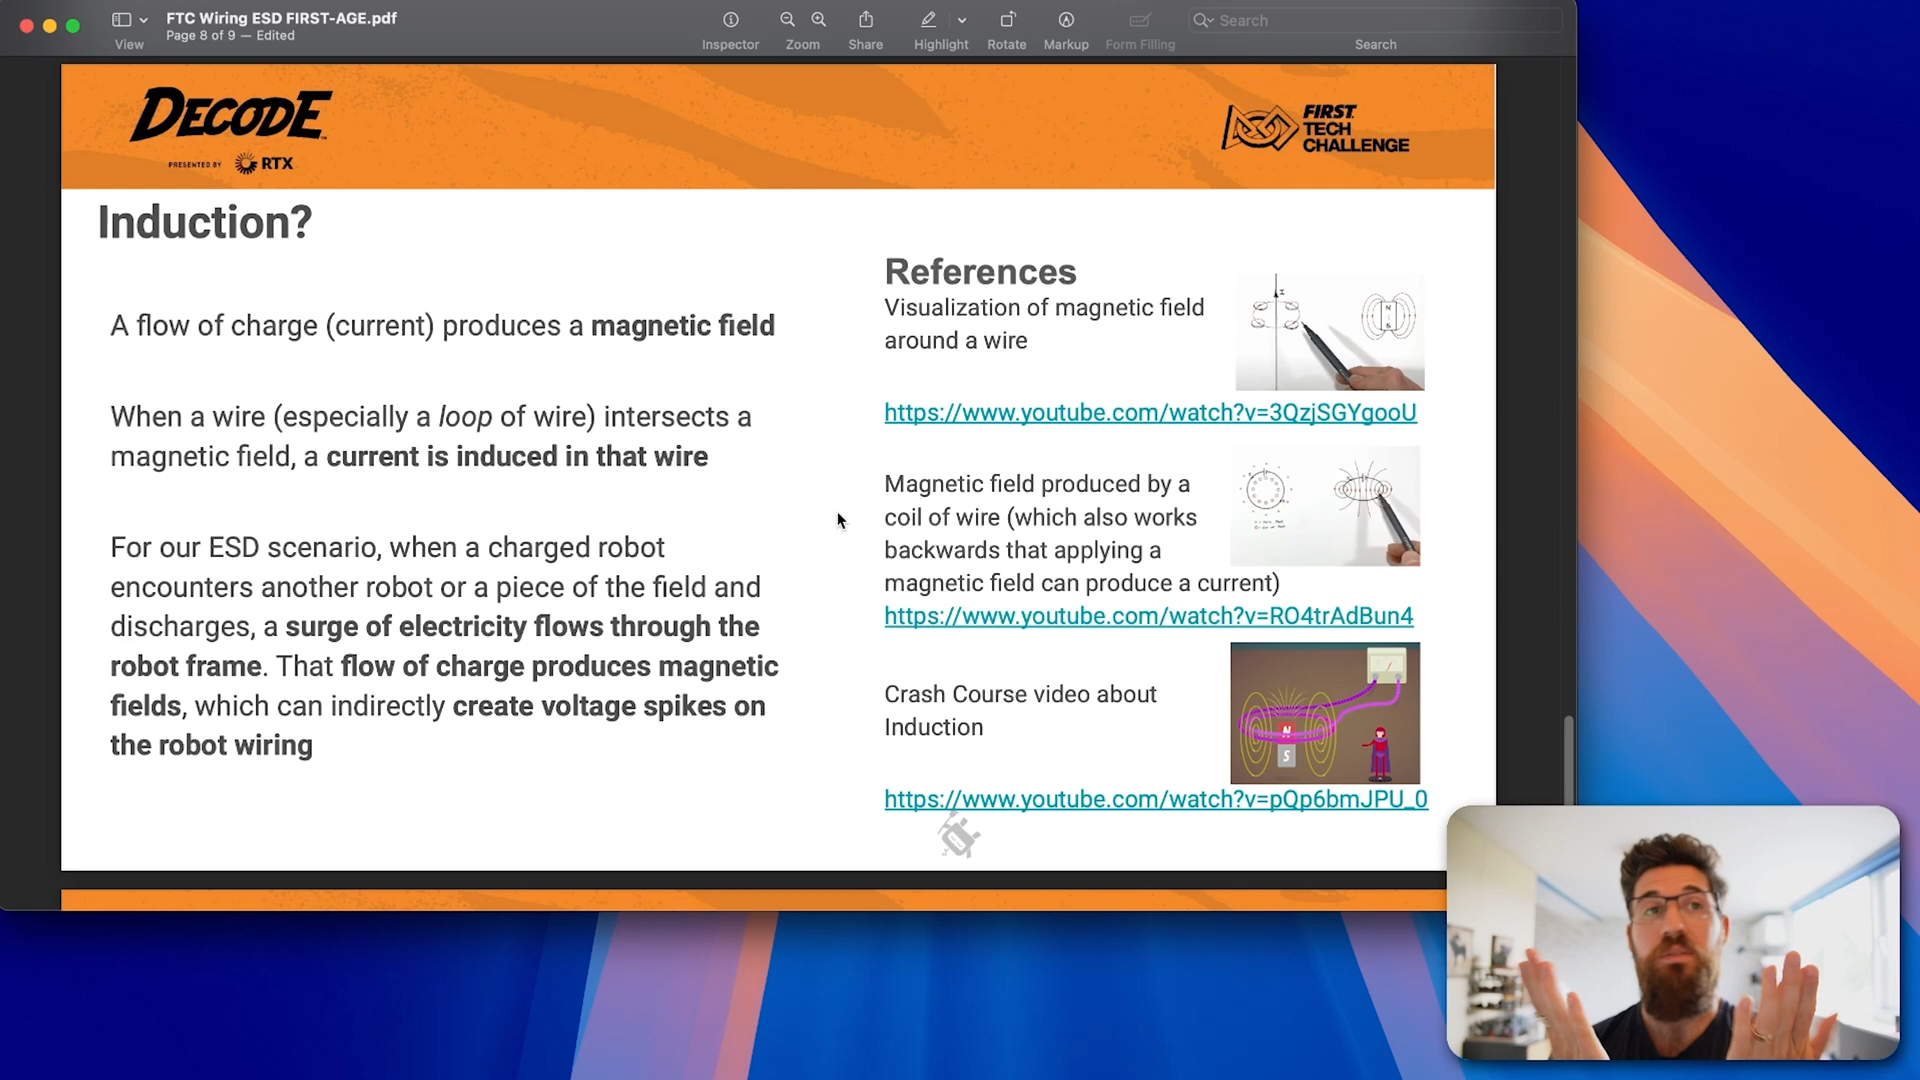 FTC Wiring ESD FIRST-AGE.pdf
Page 8 of 9 — Edited
View
Inspector
Zoom
Share
Highlight
Rotate
Markup
Form Filling
Search
Search
DECODE
PRESENTED BY RTX
FIRST
TECH
CHALLENGE
Induction?
A flow of charge (current) produces a magnetic field
When a wire (especially a loop of wire) intersects a
magnetic field, a current is induced in that wire
For our ESD scenario, when a charged robot
encounters another robot or a piece of the field and
discharges, a surge of electricity flows through the
robot frame. That flow of charge produces magnetic
fields, which can indirectly create voltage spikes on
the robot wiring
References
Visualization of magnetic field
around a wire
https://www.youtube.com/watch?v=3QzjSGYgooU
Magnetic field produced by a
coil of wire (which also works
backwards that applying a
magnetic field can produce a current)
https://www.youtube.com/watch?v=RO4trAdBun4
Crash Course video about
Induction
https://www.youtube.com/watch?v=pQp6bmJPU_0
N
S
I
N
S